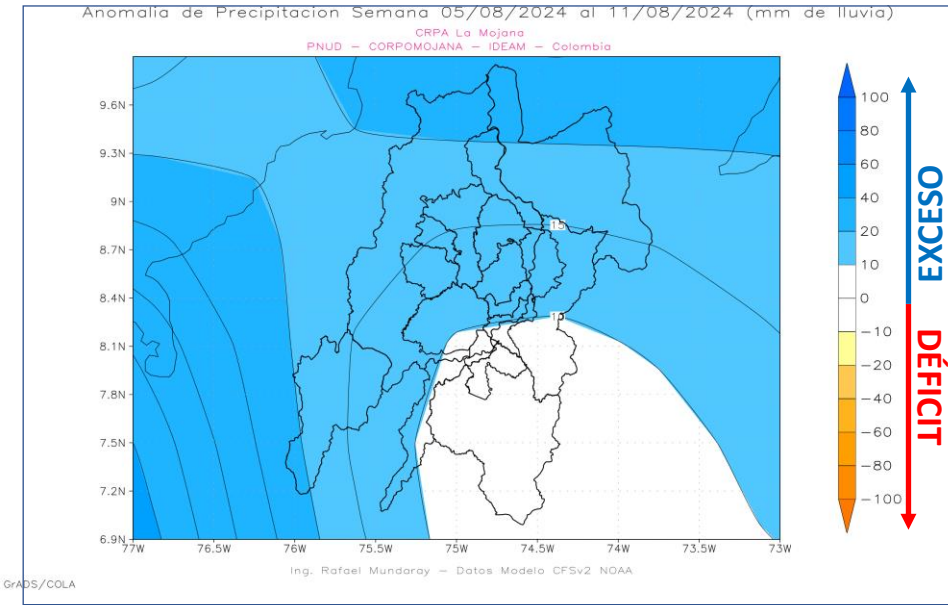 Anomalia de Precipitacion Semana 05/08/2024 al 11/08/2024 (mm de lluvia)
CRPA La Mojana
PNUD – CORPOMOJANA – IDEAM – Colombia
9.6N
9.3N
9N
8.7N
8.4N
8.1N
7.8N
7.5N
7.2N
6.9N
15
10
77W 76.5W 76W 75.5W 75W 74.5W 74W 73.5W 73W
100
80
60
40
20
10
0
−10
−20
−40
−60
−80
−100
EXCESO
DÉFICIT
Ing. Rafael Mundaray – Datos Modelo CFSv2 NOAA
GrADS/COLA